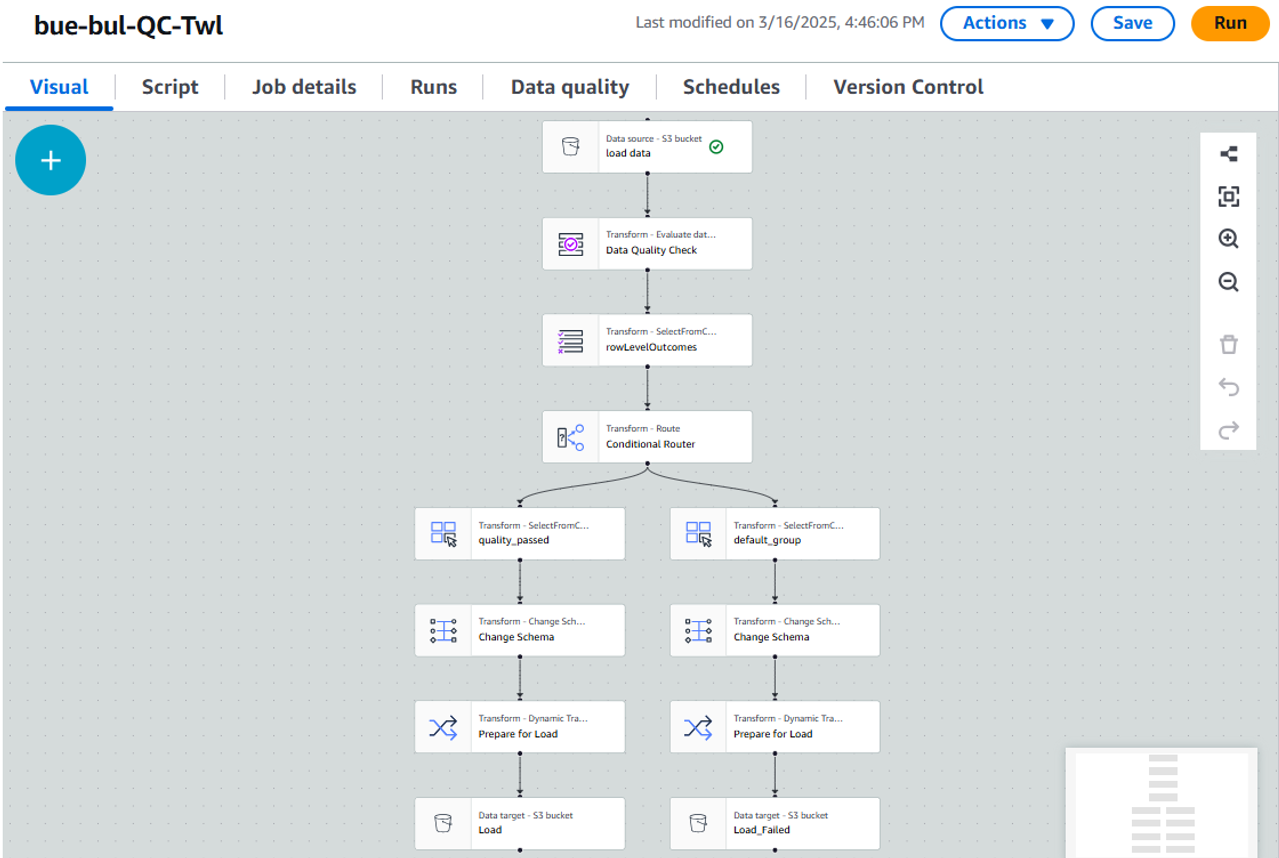 bue-bul-QC-Twl
Last modified on 3/16/2025, 4:46:06 PM
Actions
Save
Run
Visual
Script
Job details
Runs
Data quality
Schedules
Version Control
Data source - S3 bucket
load data
Transform - Evaluate dat...
Data Quality Check
Transform - SelectFromC...
rowLevelOutcomes
Transform - Route
Conditional Router
Transform - SelectFromC...
quality_passed
Transform - SelectFromC...
default_group
Transform - Change Sch...
Change Schema
Transform - Change Sch...
Change Schema
Transform - Dynamic Tra...
Prepare for Load
Transform - Dynamic Tra...
Prepare for Load
Data target - S3 bucket
Load
Data target - S3 bucket
Load_Failed